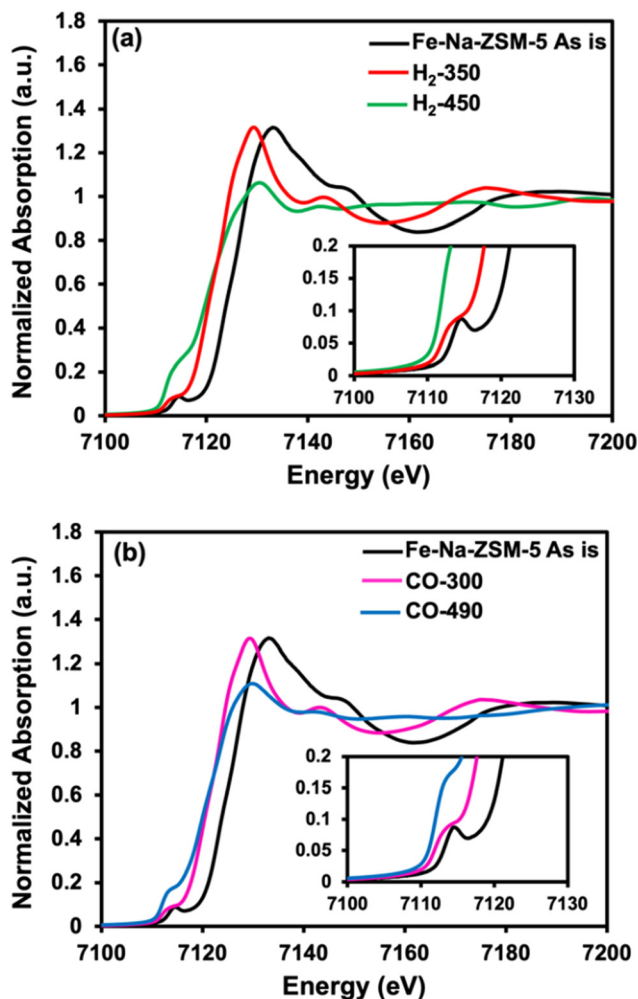 (a)
Fe-Na-ZSM-5 As is
H₂-350
H₂-450
Normalized Absorption (a.u.)
1.8
1.6
1.4
1.2
1
0.8
0.6
0.4
0.2
0
0.2
0.15
0.1
0.05
0
7100 7110 7120 7130
7100 7120 7140 7160 7180 7200
Energy (eV)
(b)
Fe-Na-ZSM-5 As is
CO-300
CO-490
Normalized Absorption (a.u.)
1.8
1.6
1.4
1.2
1
0.8
0.6
0.4
0.2
0
0.2
0.15
0.1
0.05
0
7100 7110 7120 7130
7100 7120 7140 7160 7180 7200
Energy (eV)